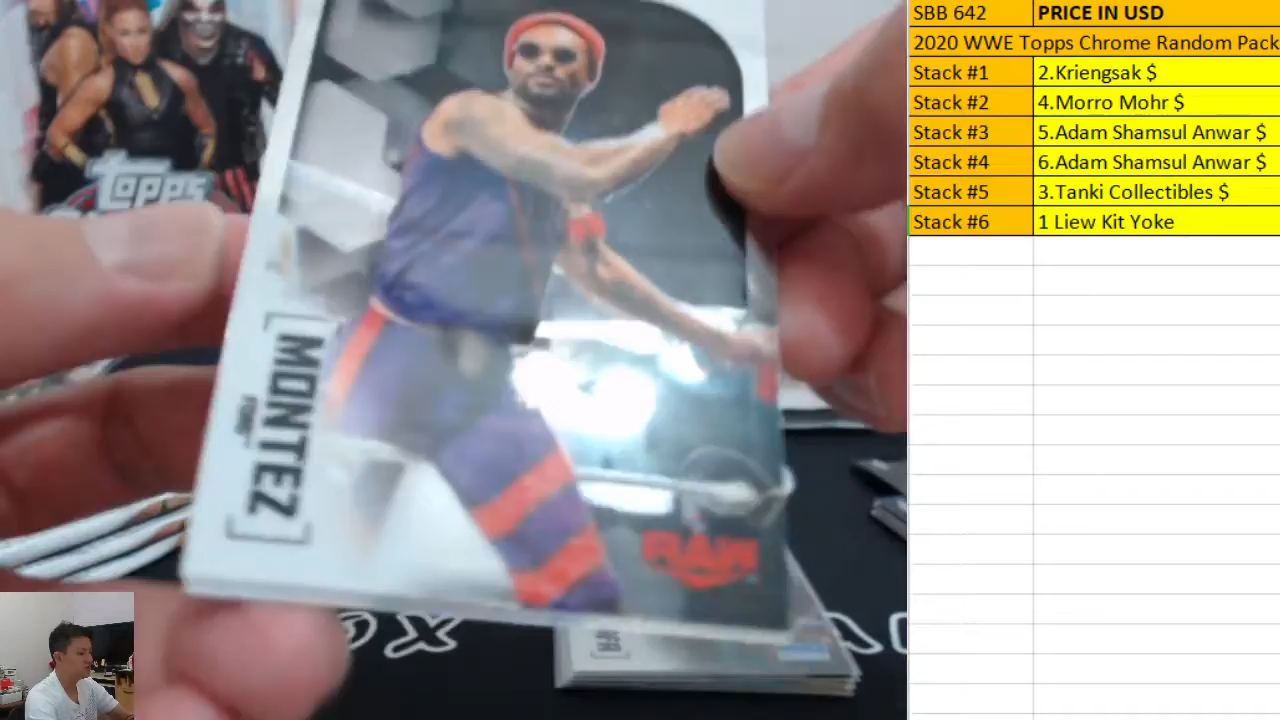 SBB 642 PRICE IN USD
2020 WWE Topps Chrome Random Pack
Stack #1 2.Kriengsak $
Stack #2 4.Morro Mohr $
Stack #3 5.Adam Shamsul Anwar $
Stack #4 6.Adam Shamsul Anwar $
Stack #5 3.Tanki Collectibles $
Stack #6 1 Liew Kit Yoke
Topps
[MONTEZ]
FORD
RAW
OX